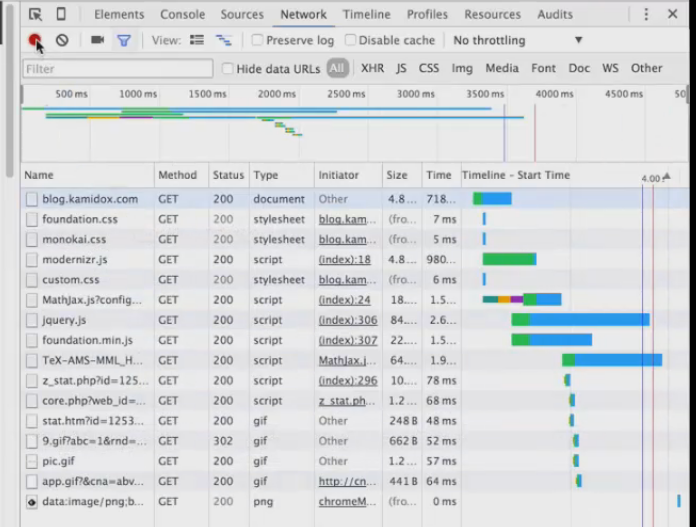 Elements Console Sources Network Timeline Profiles Resources Audits
View: Preserve log Disable cache No throttling
Filter Hide data URLs All XHR JS CSS Img Media Font Doc WS Other
500 ms 1000 ms 1500 ms 2000 ms 2500 ms 3000 ms 3500 ms 4000 ms 4500 ms 50
Name Method Status Type Initiator Size Time Timeline – Start Time 4.00
blog.kamidox.com GET 200 document Other 4.8... 718...
foundation.css GET 200 stylesheet blog.kam... (fro... 7 ms
monokai.css GET 200 stylesheet blog.kam... (fro... 5 ms
modernizr.js GET 200 script (index):18 4.8... 980...
custom.css GET 200 stylesheet blog.kam... (fro... 6 ms
MathJax.js?config... GET 200 script (index):24 18.... 1.5...
jquery.js GET 200 script (index):306 84.... 2.6...
foundation.min.js GET 200 script (index):307 22.... 1.5...
TeX-AMS-MML_H... GET 200 script MathJax.j... 64.... 1.9...
z_stat.php?id=125... GET 200 script (index):296 10.... 78 ms
core.php?web_id=... GET 200 script z_stat.ph... 1.2... 68 ms
stat.htm?id=1253... GET 200 gif Other 248 B 48 ms
9.gif?abc=1&rnd=... GET 302 gif Other 662 B 52 ms
pic.gif GET 200 gif Other 1.2... 57 ms
app.gif?&cna=abv... GET 200 gif http://cn... 441 B 64 ms
data:image/png;b... GET 200 png chromeM... (fro... 0 ms